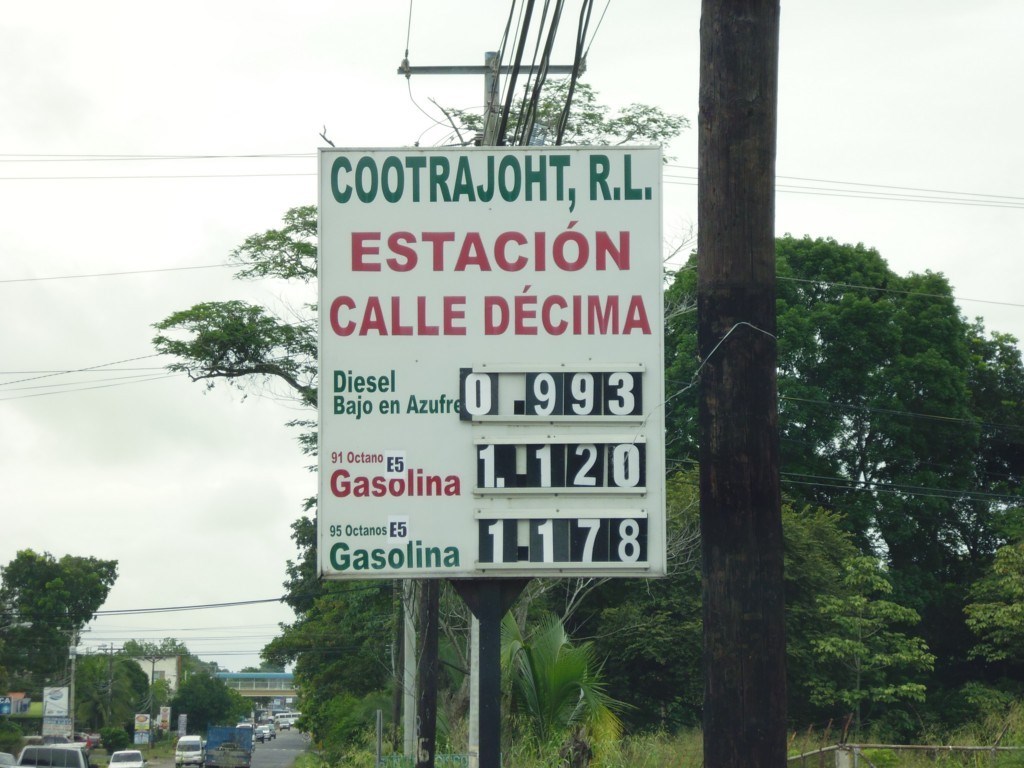 COOTRAJOHT, R.L.
ESTACIÓN
CALLE DÉCIMA
Diesel
Bajo en Azufre 0.993
91 Octano E5
Gasolina 1.120
95 Octanos E5
Gasolina 1.178